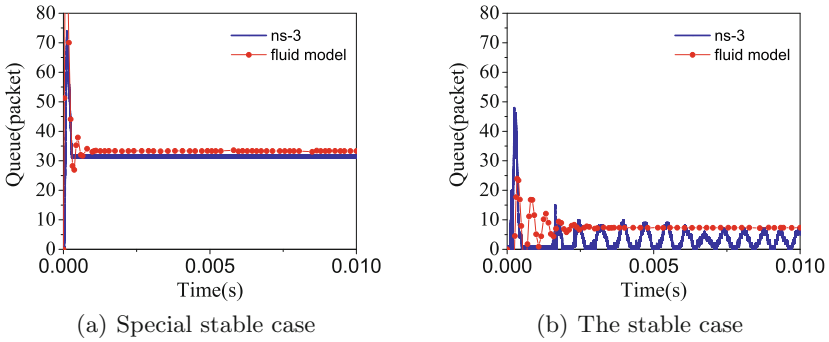 80
70
60
50
40
30
20
10
0
Queue(packet)
ns-3
fluid model
0.000
0.005
0.010
Time(s)
(a) Special stable case
80
70
60
50
40
30
20
10
0
Queue(packet)
ns-3
fluid model
0.000
0.005
0.010
Time(s)
(b) The stable case